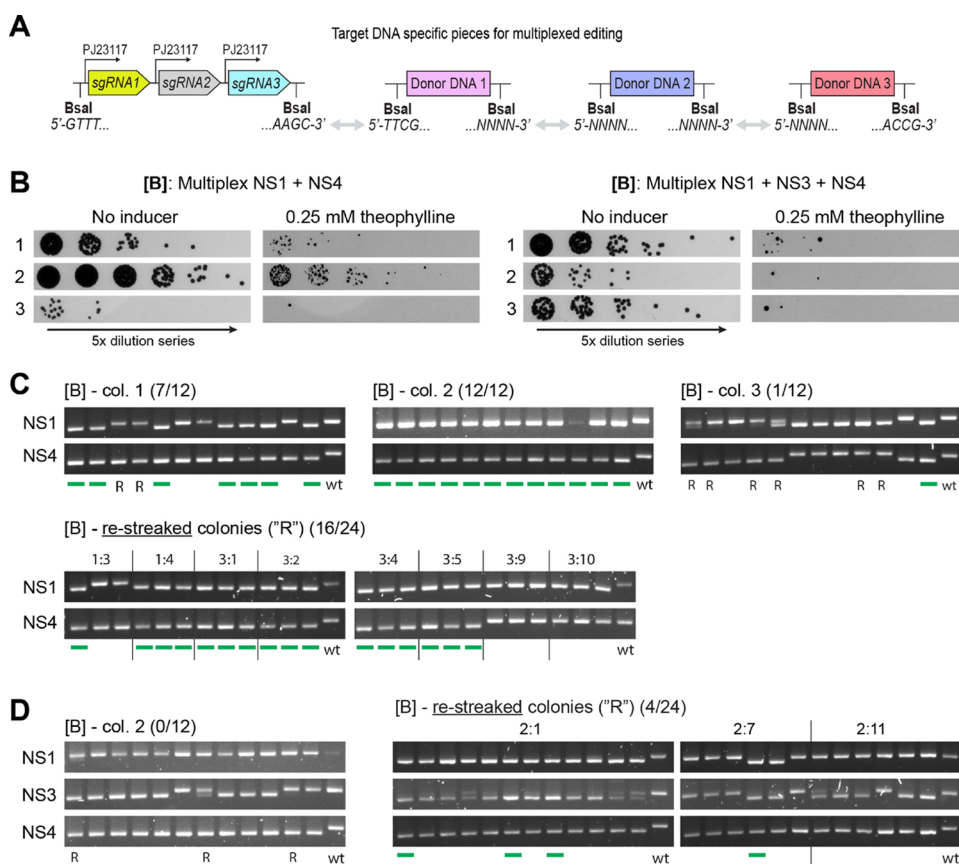 A
Target DNA specific pieces for multiplexed editing
PJ23117 PJ23117 PJ23117
sgRNA1 sgRNA2 sgRNA3 Donor DNA 1 Donor DNA 2 Donor DNA 3
BsaI BsaI BsaI BsaI BsaI BsaI BsaI BsaI
5'-GTTT... ...AAGC-3' 5'-TTCG... ...NNNN-3' 5'-NNNN... ...NNNN-3' 5'-NNNN... ...ACCG-3'
B
[B]: Multiplex NS1 + NS4 [B]: Multiplex NS1 + NS3 + NS4
No inducer 0.25 mM theophylline No inducer 0.25 mM theophylline
1 1
2 2
3 3
5x dilution series 5x dilution series
C
[B] - col. 1 (7/12) [B] - col. 2 (12/12) [B] - col. 3 (1/12)
NS1
NS4
R R wt wt R R R R R R wt
[B] - re-streaked colonies ("R") (16/24)
1:3 1:4 3:1 3:2 3:4 3:5 3:9 3:10
NS1
NS4
wt wt
D
[B] - col. 2 (0/12) [B] - re-streaked colonies ("R") (4/24)
2:1 2:7 2:11
NS1
NS3
NS4
R R R wt wt wt